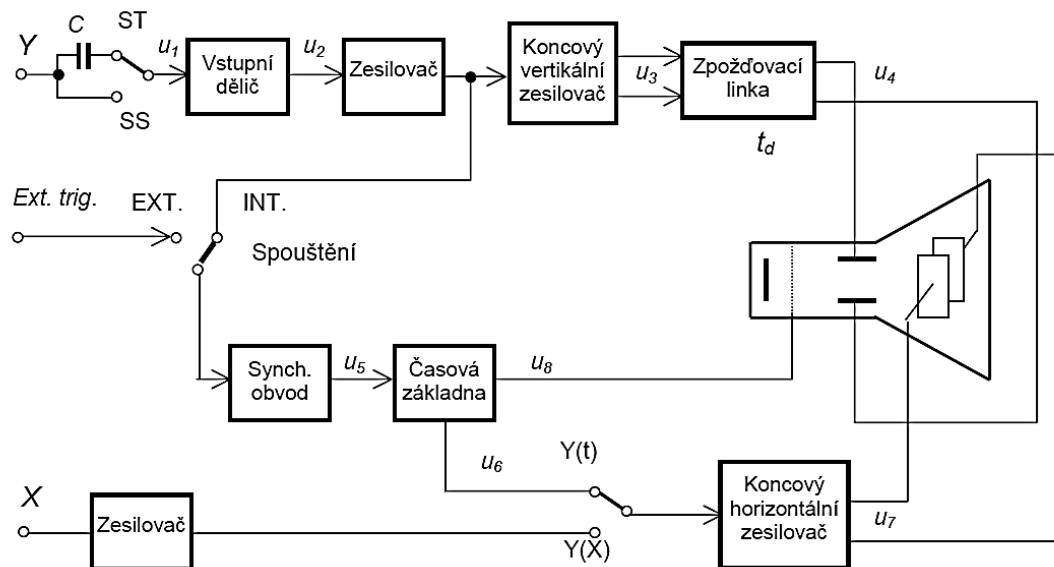 C
ST
Y
u1
Vstupní
dělič
u2
Zesilovač
Koncový
vertikální
zesilovač
u3
Zpožďovací
linka
u4
SS
td
Ext. trig.
EXT.
INT.
Spouštění
Synch.
obvod
u5
Časová
základna
u8
u6
Y(t)
X
Zesilovač
Y(X)
Koncový
horizontální
zesilovač
u7